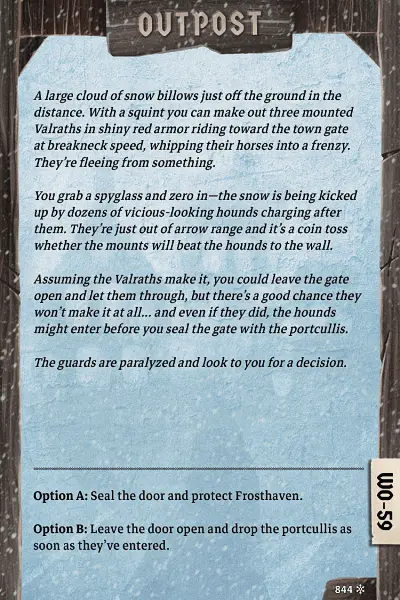 OUTPOST
A large cloud of snow billows just off the ground in the
distance. With a squint you can make out three mounted
Valraths in shiny red armor riding toward the town gate
at breakneck speed, whipping their horses into a frenzy.
They're fleeing from something.
You grab a spyglass and zero in—the snow is being kicked
up by dozens of vicious-looking hounds charging after
them. They're just out of arrow range and it's a coin toss
whether the mounts will beat the hounds to the wall.
Assuming the Valraths make it, you could leave the gate
open and let them through, but there's a good chance they
won't make it at all... and even if they did, the hounds
might enter before you seal the gate with the portcullis.
The guards are paralyzed and look to you for a decision.
Option A: Seal the door and protect Frosthaven.
Option B: Leave the door open and drop the portcullis as
soon as they've entered.
WO-59
844